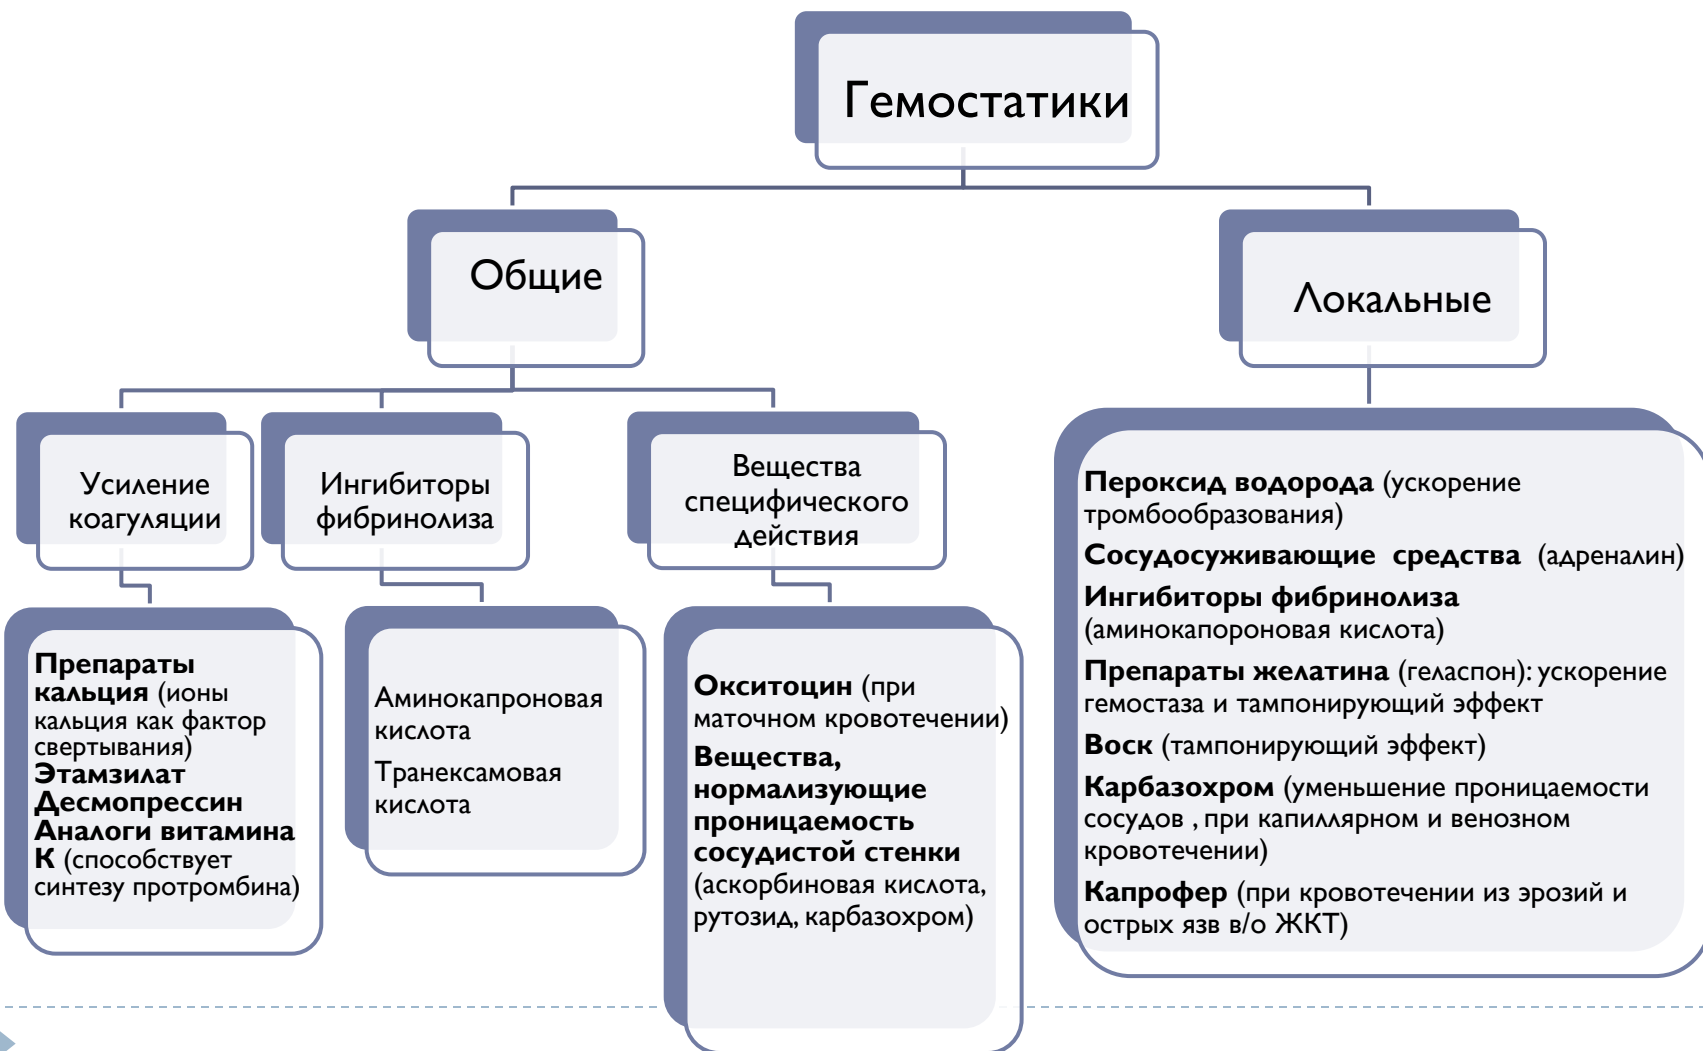 Гемостатики
Общие
Локальные
Усиление
коагуляции
Ингибиторы
фибринолиза
Вещества
специфического
действия
Препараты
кальция (ионы
кальция как фактор
свертывания)
Этамзилат
Десмопрессин
Аналоги витамина
К (способствует
синтезу протромбина)
Аминокапроновая
кислота
Транексамовая
кислота
Окситоцин (при
маточном кровотечении)
Вещества,
нормализующие
проницаемость
сосудистой стенки
(аскорбиновая кислота,
рутозид, карбазохром)
Пероксид водорода (ускорение
тромбообразования)
Сосудосуживающие средства (адреналин)
Ингибиторы фибринолиза
(аминокапороновая кислота)
Препараты желатина (геласпон): ускорение
гемостаза и тампонирующий эффект
Воск (тампонирующий эффект)
Карбазохром (уменьшение проницаемости
сосудов , при капиллярном и венозном
кровотечении)
Капрофер (при кровотечении из эрозий и
острых язв в/о ЖКТ)